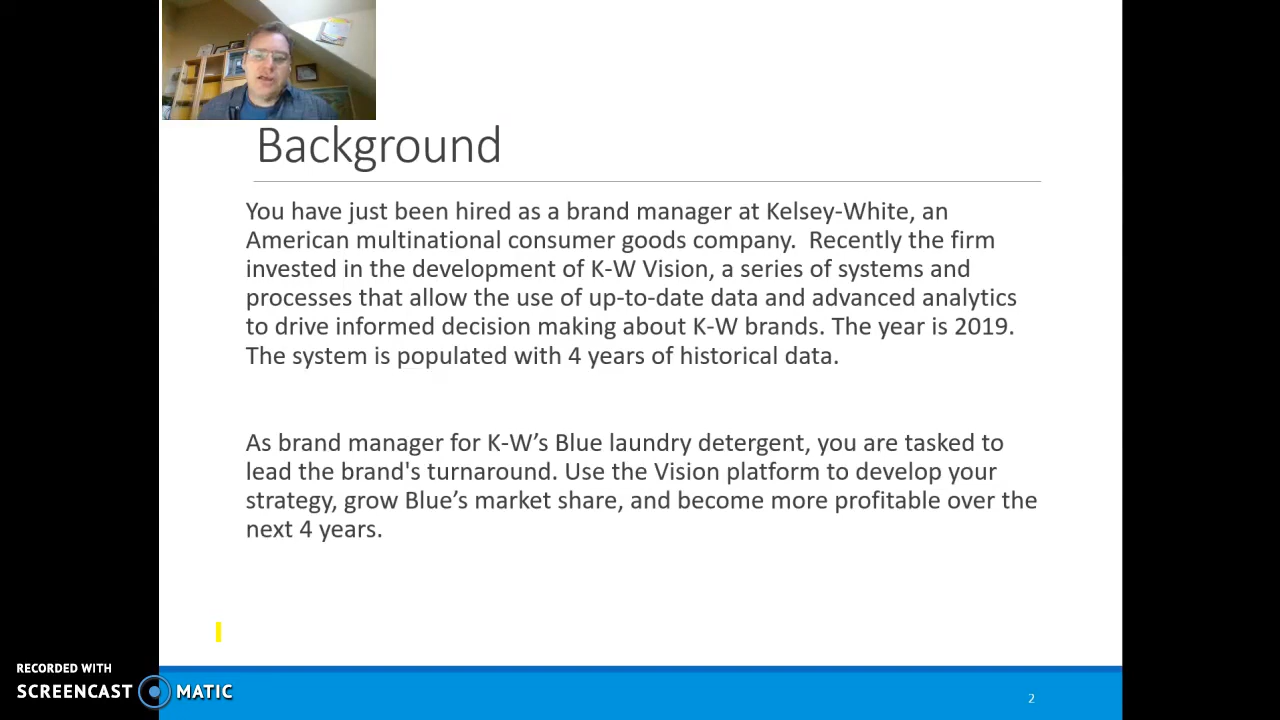 Background
You have just been hired as a brand manager at Kelsey-White, an
American multinational consumer goods company.  Recently the firm
invested in the development of K-W Vision, a series of systems and
processes that allow the use of up-to-date data and advanced analytics
to drive informed decision making about K-W brands. The year is 2019.
The system is populated with 4 years of historical data.
As brand manager for K-W’s Blue laundry detergent, you are tasked to
lead the brand's turnaround. Use the Vision platform to develop your
strategy, grow Blue’s market share, and become more profitable over the
next 4 years.
RECORDED WITH
SCREENCAST MATIC
2